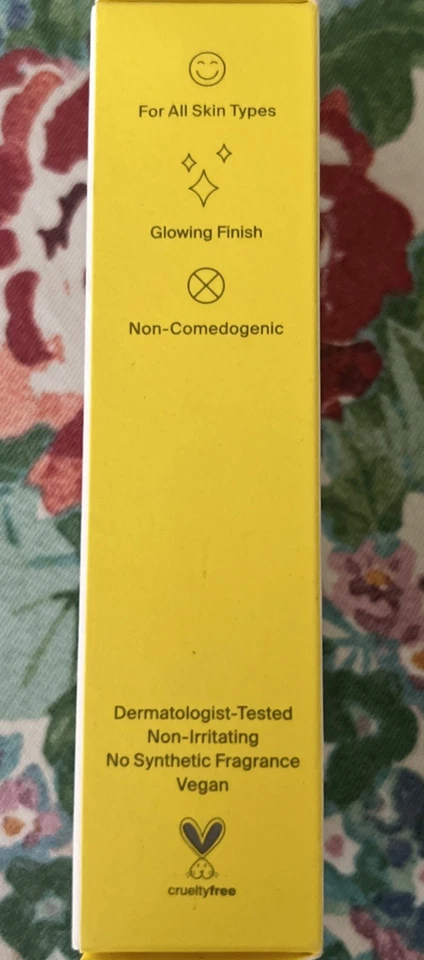 For All Skin Types
Glowing Finish
Non-Comedogenic
Dermatologist-Tested
Non-Irritating
No Synthetic Fragrance
Vegan
crueltyfree